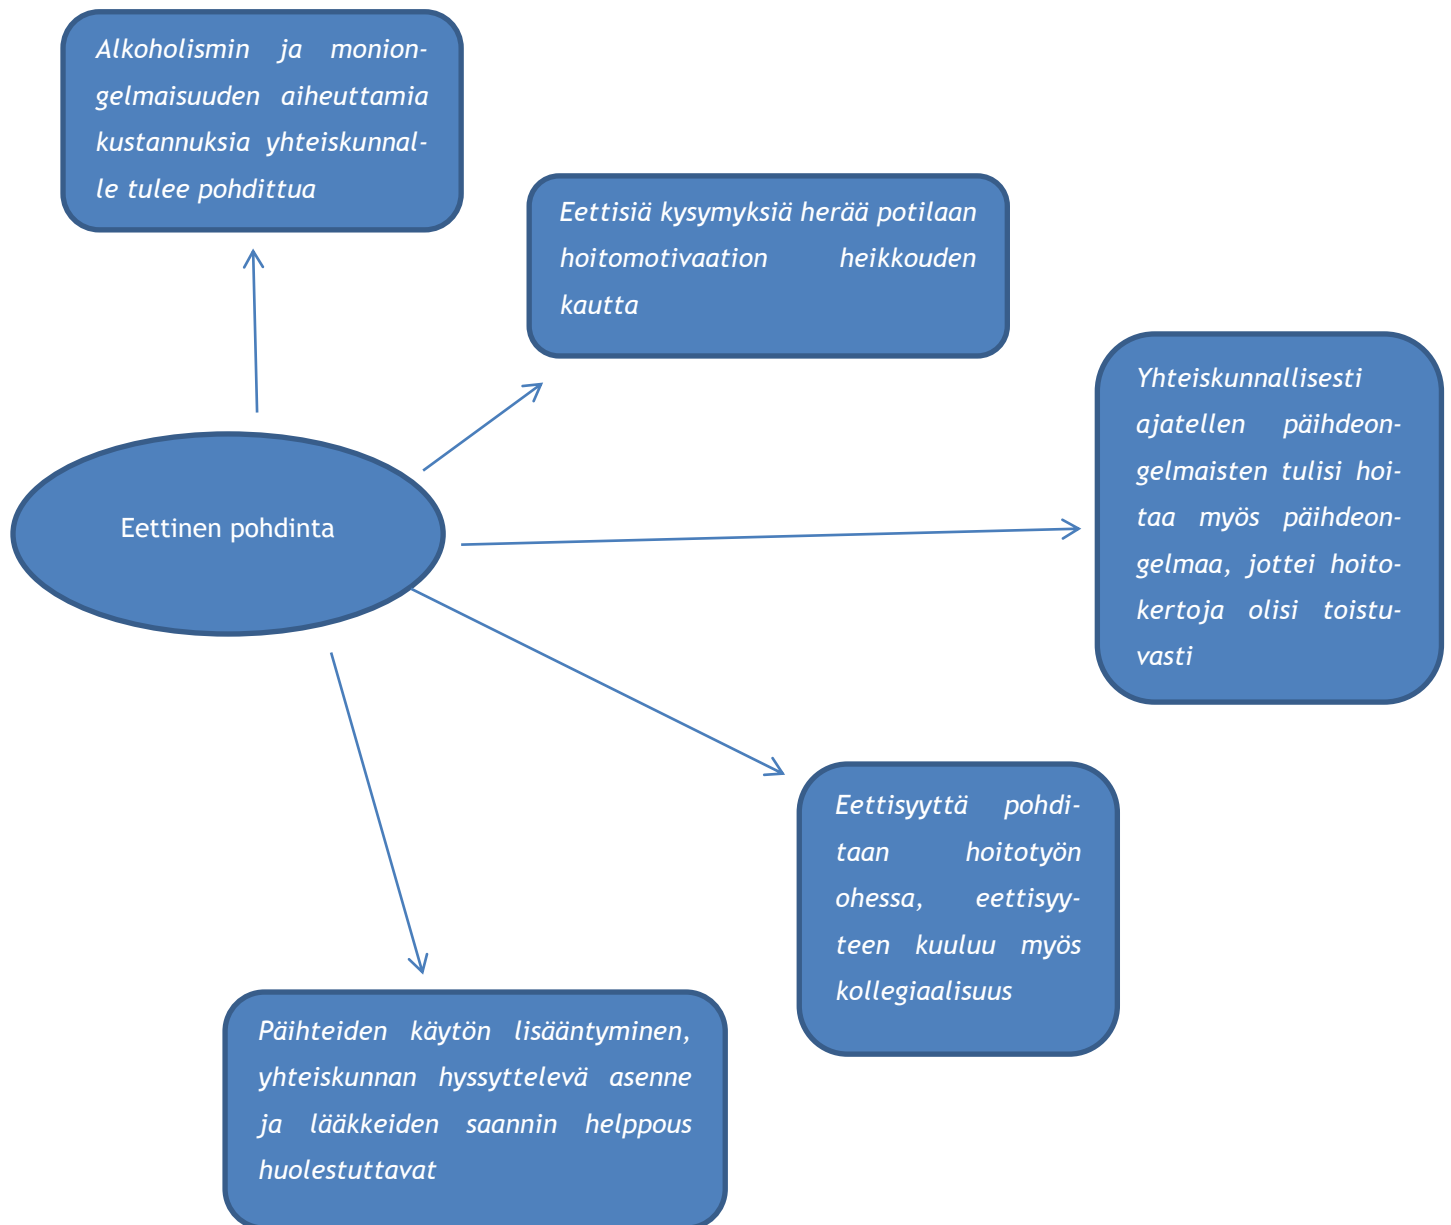 Alkoholismin ja monion-
gelmaisuuden aiheuttamia
kustannuksia yhteiskunnal-
le tulee pohdittua
Eettisiä kysymyksiä herää potilaan
hoitomotivaation heikkouden
kautta
Yhteiskunnallisesti
ajatellen päihdeon-
gelmaisten tulisi hoi-
taa myös päihdeon-
gelmaa, jottei hoito-
kertoja olisi toistu-
vasti
Eettinen pohdinta
Eettisyyttä pohdi-
taan hoitotyön
ohessa, eettisyy-
teen kuuluu myös
kollegiaalisuus
Päihteiden käytön lisääntyminen,
yhteiskunnan hyssyttelevä asenne
ja lääkkeiden saannin helppous
huolestuttavat